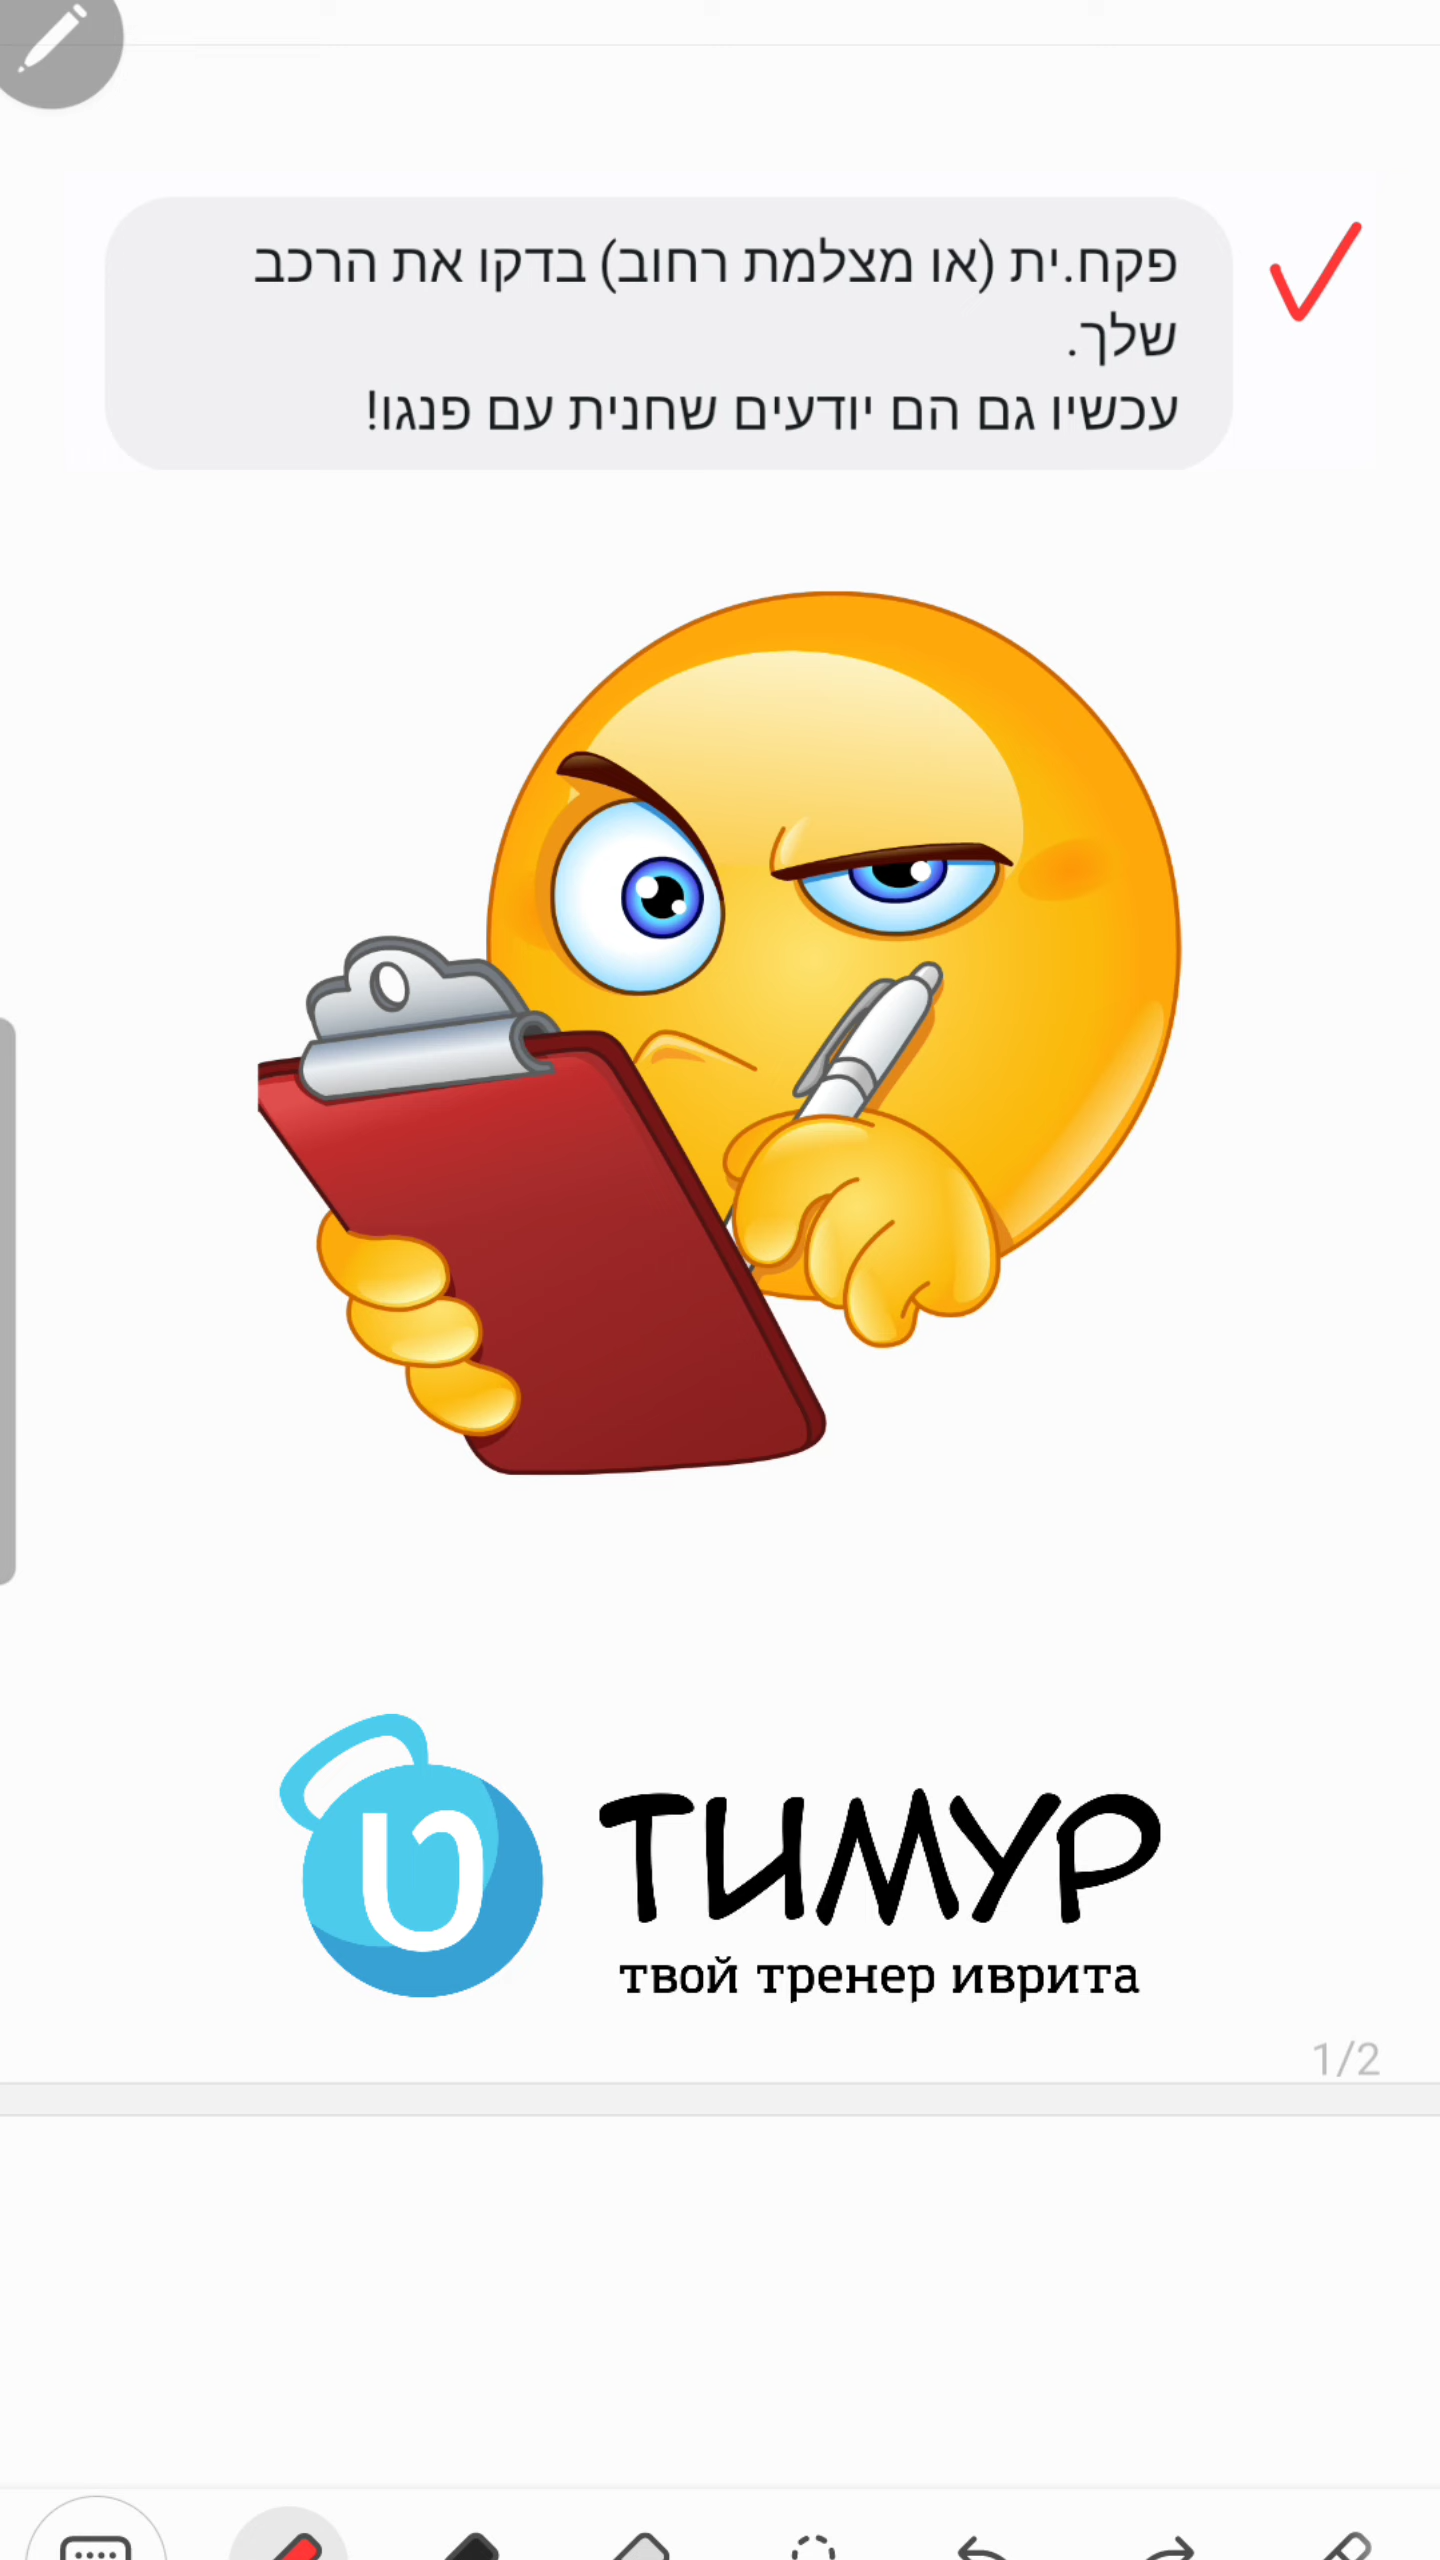 פקח.ית (או מצלמת רחוב) בדקו את הרכב
שלך.
עכשיו גם הם יודעים שחנית עם פנגו!
ט
ТИМУР
твой тренер иврита
1/2